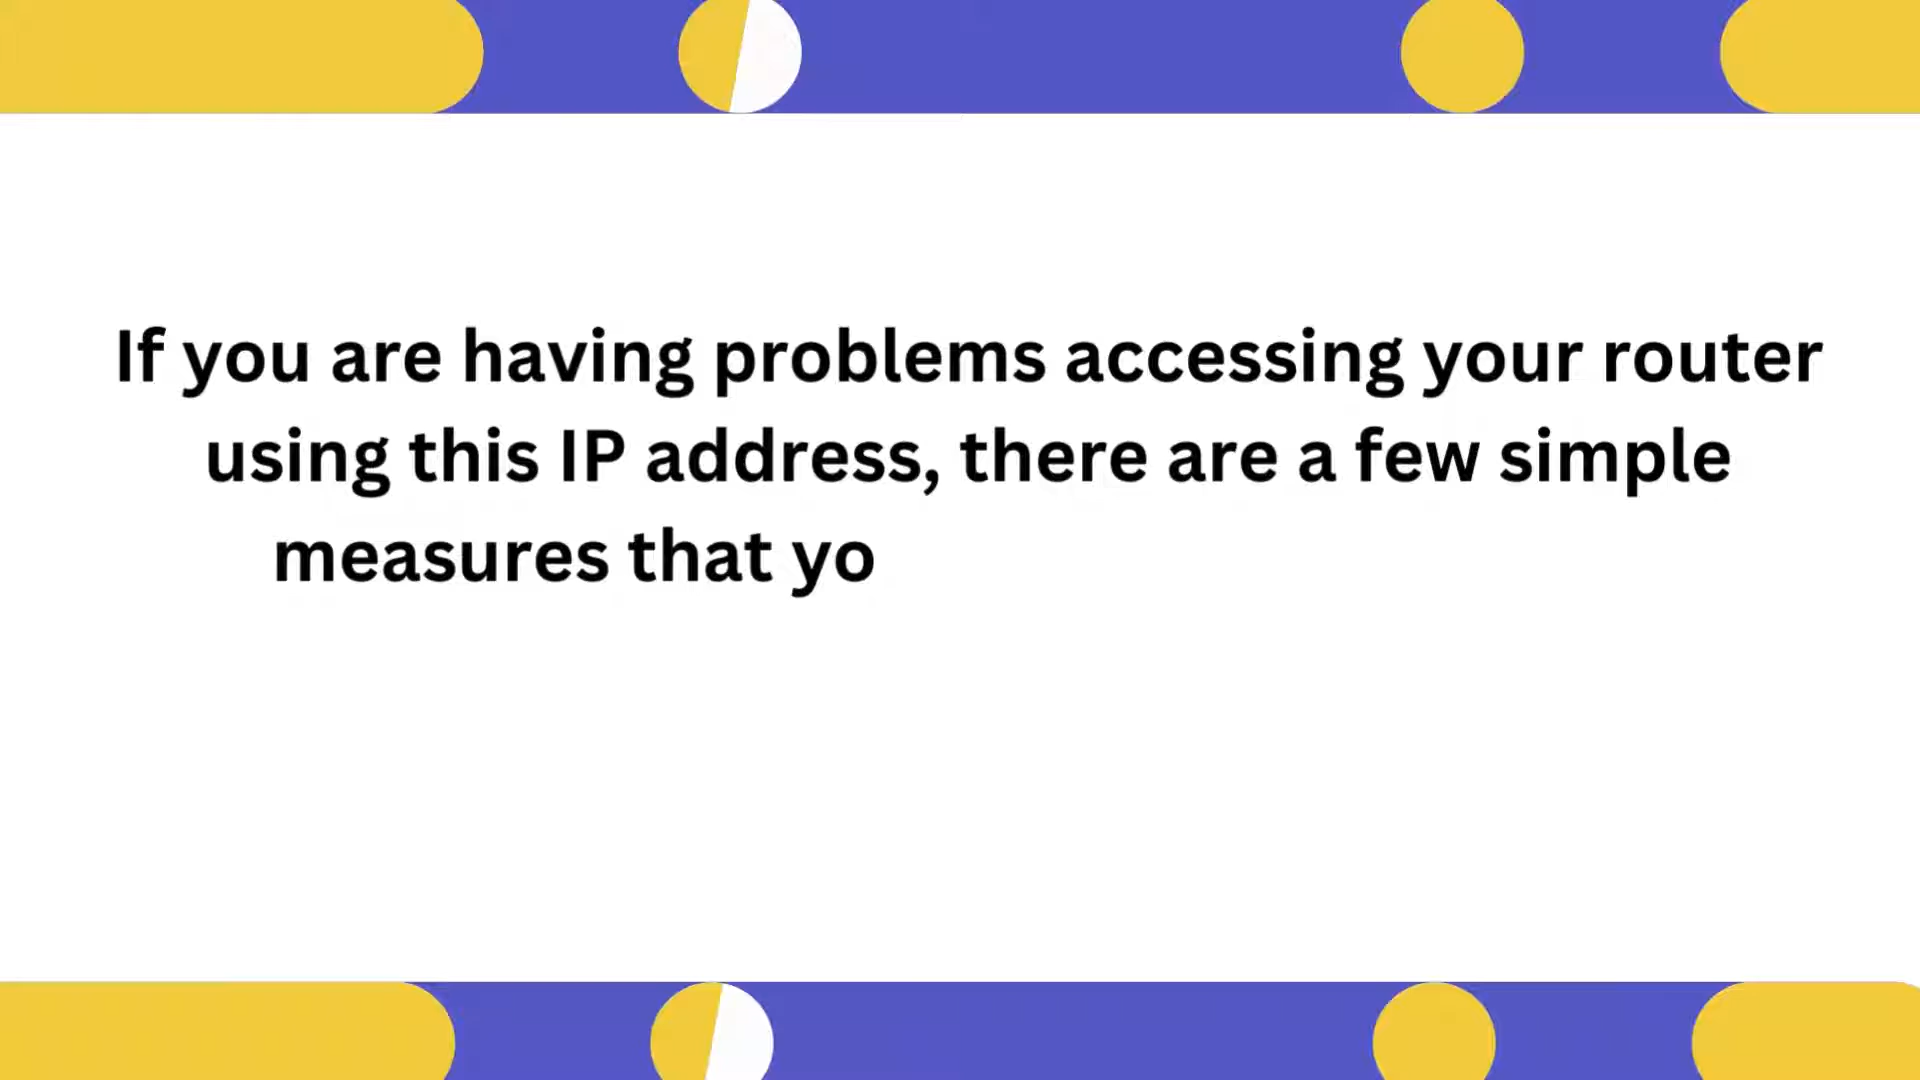 If you are having problems accessing your router
using this IP address, there are a few simple
measures that yo